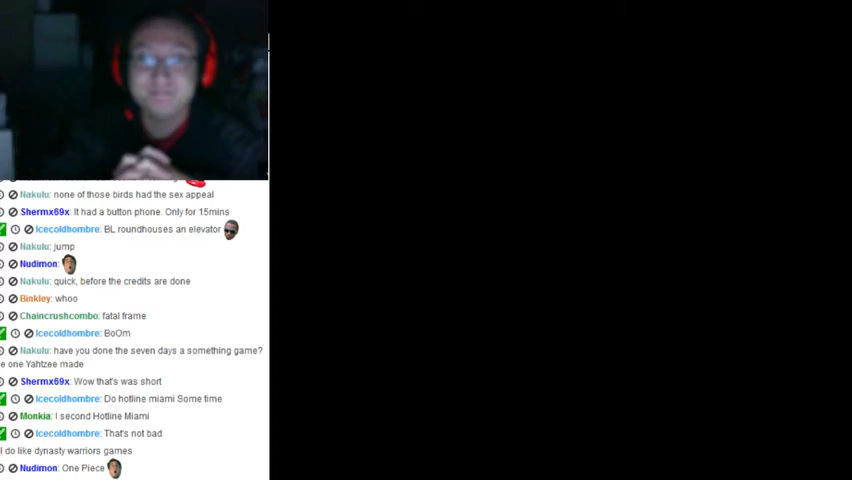 Nakulu: none of those birds had the sex appeal
Shermx69x: It had a button phone. Only for 15mins
Icecoldhombre: BL roundhouses an elevator
Nakulu: jump
Nudimon:
Nakulu: quick, before the credits are done
Binkley: whoo
Chaincrushcombo: fatal frame
Icecoldhombre: BoOm
Nakulu: have you done the seven days a something game?
e one Yahtzee made
Shermx69x: Wow that's was short
Icecoldhombre: Do hotline miami Some time
Monkia: I second Hotline Miami
Icecoldhombre: That's not bad
I do like dynasty warriors games
Nudimon: One Piece